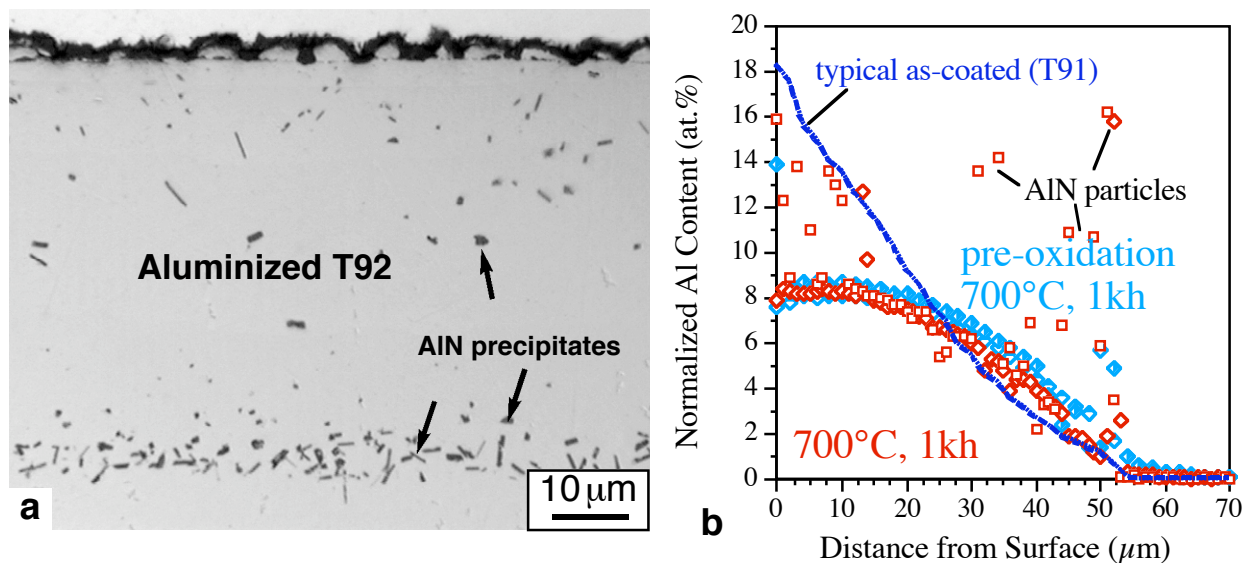 Aluminized T92
AlN precipitates
10 μm
a
20
18
16
14
12
10
8
6
4
2
0
Normalized Al Content (at.%)
typical as-coated (T91)
AlN particles
pre-oxidation
700°C, 1kh
700°C, 1kh
0 10 20 30 40 50 60 70
Distance from Surface (μm)
b